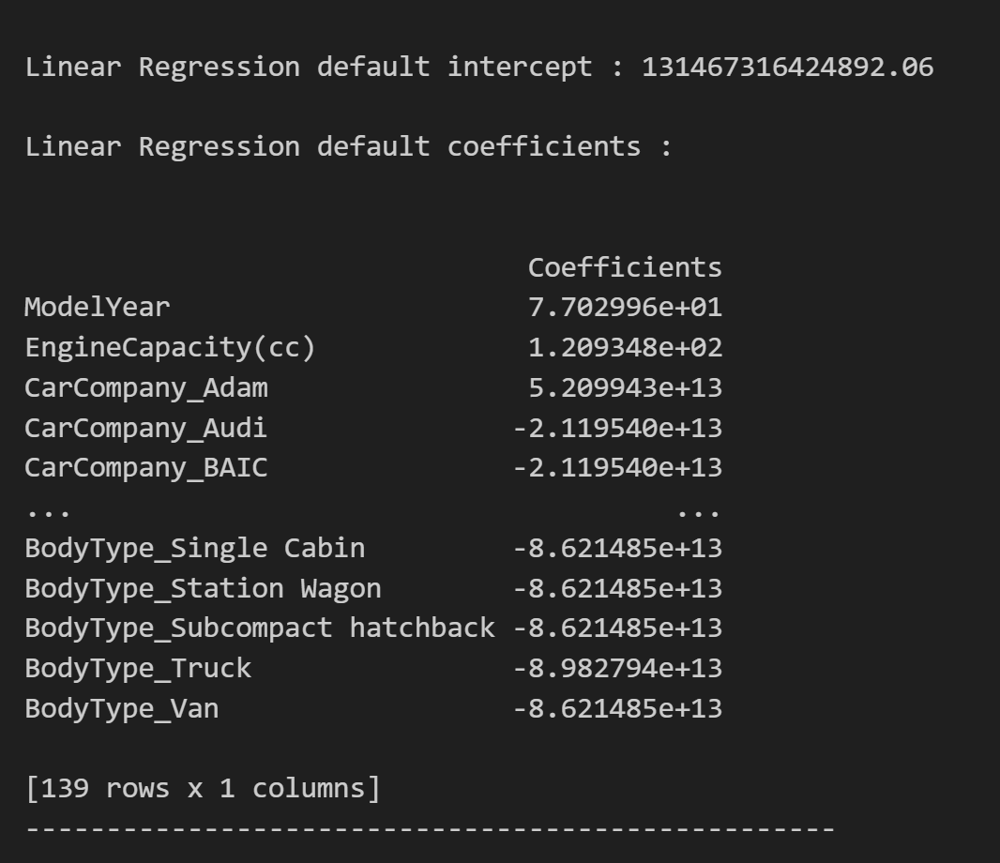 Linear Regression default intercept : 131467316424892.06
Linear Regression default coefficients :
Coefficients
ModelYear 7.702996e+01
EngineCapacity(cc) 1.209348e+02
CarCompany_Adam 5.209943e+13
CarCompany_Audi -2.119540e+13
CarCompany_BAIC -2.119540e+13
... ...
BodyType_Single Cabin -8.621485e+13
BodyType_Station Wagon -8.621485e+13
BodyType_Subcompact hatchback -8.621485e+13
BodyType_Truck -8.982794e+13
BodyType_Van -8.621485e+13
[139 rows x 1 columns]
--------------------------------------------------